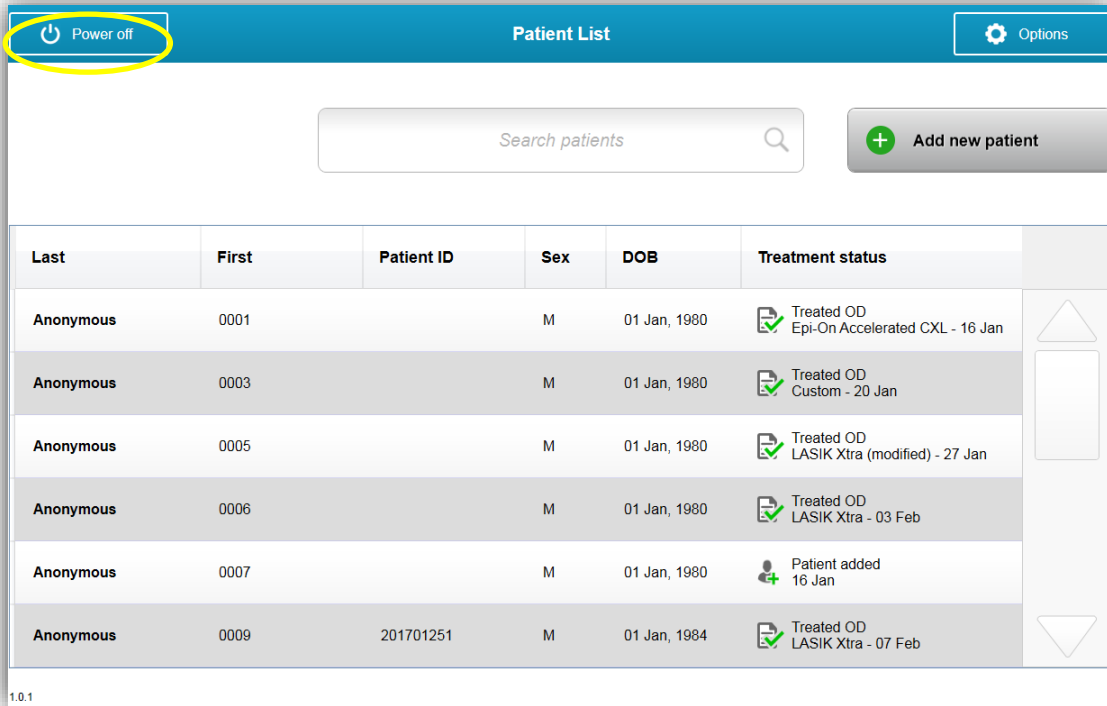 Power off
Patient List
Options
Search patients
Add new patient
Last First Patient ID Sex DOB Treatment status
Anonymous 0001 M 01 Jan, 1980 Treated OD
Epi-On Accelerated CXL - 16 Jan
Anonymous 0003 M 01 Jan, 1980 Treated OD
Custom - 20 Jan
Anonymous 0005 M 01 Jan, 1980 Treated OD
LASIK Xtra (modified) - 27 Jan
Anonymous 0006 M 01 Jan, 1980 Treated OD
LASIK Xtra - 03 Feb
Anonymous 0007 M 01 Jan, 1980 Patient added
16 Jan
Anonymous 0009 201701251 M 01 Jan, 1984 Treated OD
LASIK Xtra - 07 Feb
1.0.1